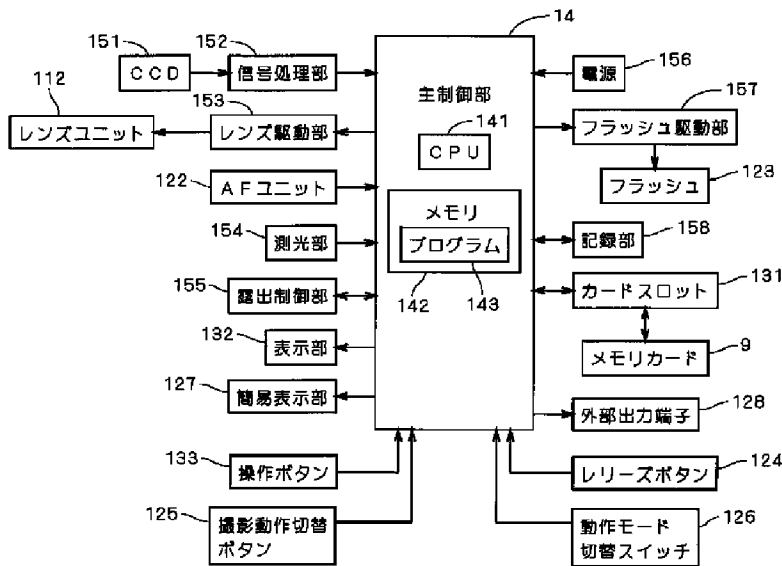 14
151
CCD
152
信号処理部
電源
156
112
レンズユニット
153
レンズ駆動部
主制御部
141
CPU
157
フラッシュ駆動部
122
AFユニット
フラッシュ
123
メモリ
プログラム
142
143
154
測光部
記録部
158
155
露出制御部
カードスロット
131
132
表示部
メモリカード
9
127
簡易表示部
外部出力端子
128
133
操作ボタン
レリーズボタン
124
125
撮影動作切替
ボタン
動作モード
切替スイッチ
126